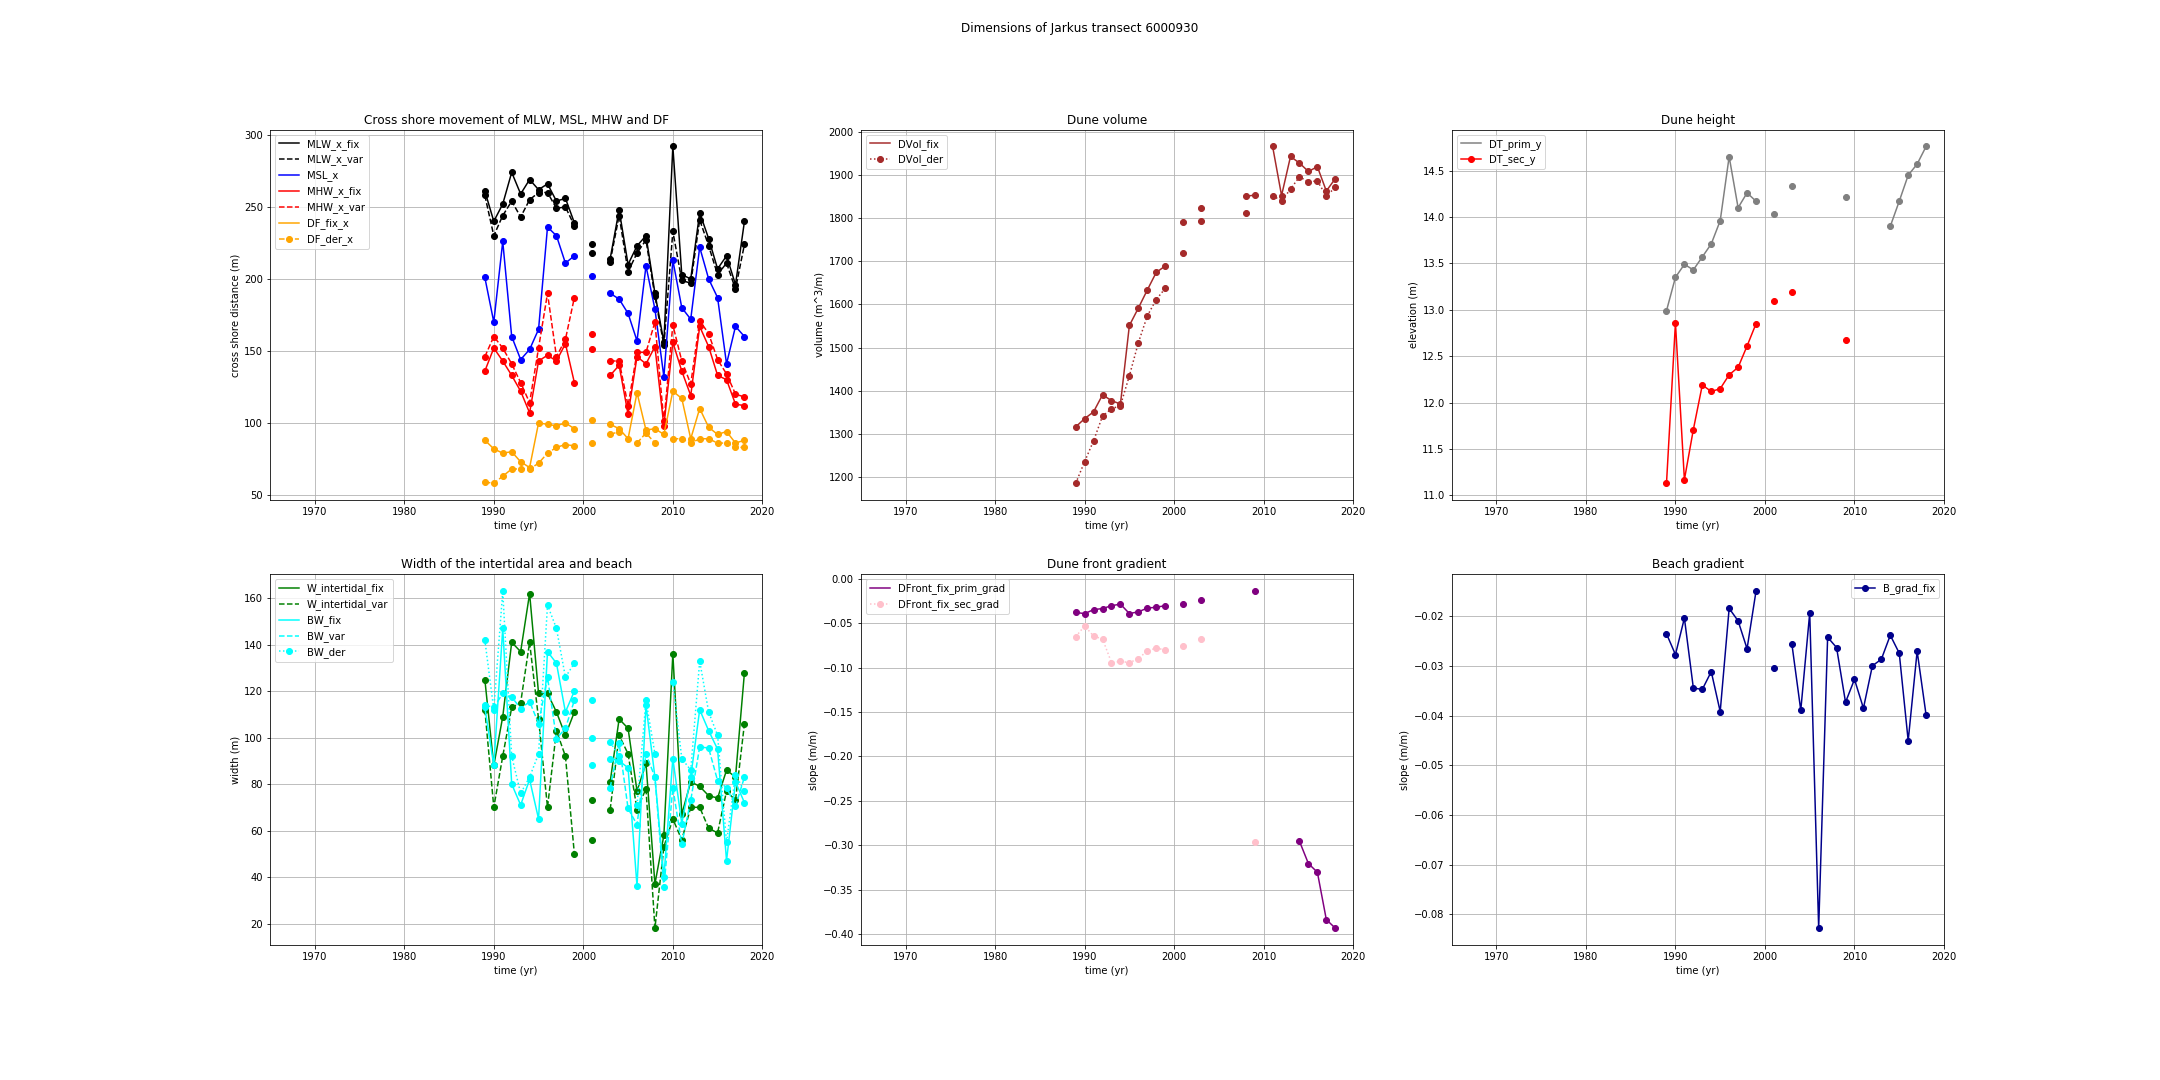 Dimensions of Jarkus transect 6000930
Cross shore movement of MLW, MSL, MHW and DF
300
250
200
150
100
50
cross shore distance (m)
MLW_x_fix
MLW_x_var
MSL_x
MHW_x_fix
MHW_x_var
DF_fix_x
DF_der_x
1970 1980 1990 2000 2010 2020
time (yr)
Dune volume
2000
1900
1800
1700
1600
1500
1400
1300
1200
volume (m^3/m)
DVol_fix
DVol_der
1970 1980 1990 2000 2010 2020
time (yr)
Dune height
14.5
14.0
13.5
13.0
12.5
12.0
11.5
11.0
elevation (m)
DT_prim_y
DT_sec_y
1970 1980 1990 2000 2010 2020
time (yr)
Width of the intertidal area and beach
160
140
120
100
80
60
40
20
width (m)
W_intertidal_fix
W_intertidal_var
BW_fix
BW_var
BW_der
1970 1980 1990 2000 2010 2020
time (yr)
Dune front gradient
0.00
−0.05
−0.10
−0.15
−0.20
−0.25
−0.30
−0.35
−0.40
slope (m/m)
DFront_fix_prim_grad
DFront_fix_sec_grad
1970 1980 1990 2000 2010 2020
time (yr)
Beach gradient
−0.02
−0.03
−0.04
−0.05
−0.06
−0.07
−0.08
slope (m/m)
B_grad_fix
1970 1980 1990 2000 2010 2020
time (yr)